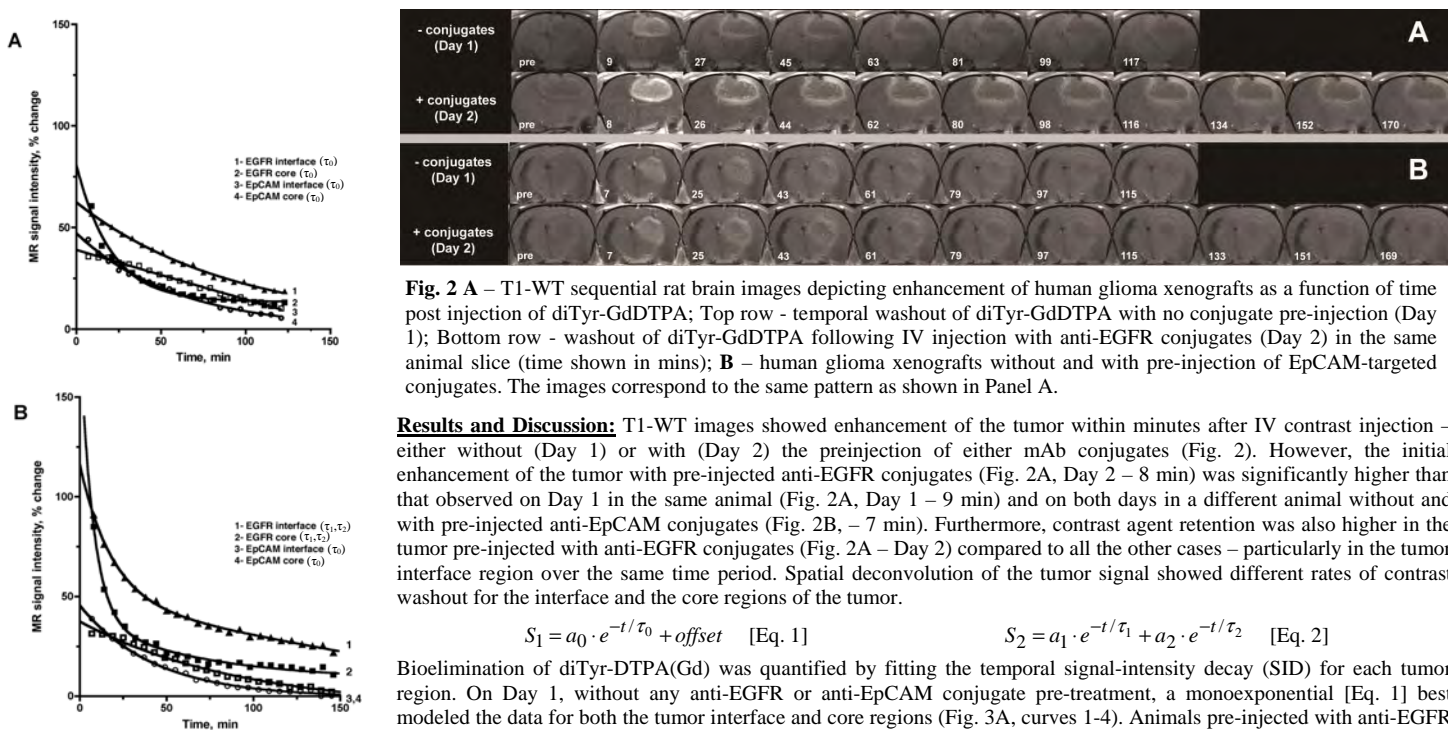 A
150
100
50
0
MR signal intensity, % change
1- EGFR interface (τ₀)
2- EGFR core (τ₀)
3- EpCAM interface (τ₀)
4- EpCAM core (τ₀)
1
2
3
4
0 25 50 75 100 125 150
Time, min
B
150
100
50
0
MR signal intensity, % change
1- EGFR interface (τ₁,τ₂)
2- EGFR core (τ₁,τ₂)
3- EpCAM interface (τ₀)
4- EpCAM core (τ₀)
1
2
3,4
0 25 50 75 100 125 150
Time, min
- conjugates
(Day 1)
pre 9 27 45 63 81 99 117
A
+ conjugates
(Day 2)
pre 8 26 44 62 80 98 116 134 152 170
- conjugates
(Day 1)
pre 7 25 43 61 79 97 115
B
+ conjugates
(Day 2)
pre 7 25 43 61 79 97 115 133 151 169
Fig. 2 A – T1-WT sequential rat brain images depicting enhancement of human glioma xenografts as a function of time
post injection of diTyr-GdDTPA; Top row - temporal washout of diTyr-GdDTPA with no conjugate pre-injection (Day
1); Bottom row - washout of diTyr-GdDTPA following IV injection with anti-EGFR conjugates (Day 2) in the same
animal slice (time shown in mins); B – human glioma xenografts without and with pre-injection of EpCAM-targeted
conjugates. The images correspond to the same pattern as shown in Panel A.
Results and Discussion: T1-WT images showed enhancement of the tumor within minutes after IV contrast injection –
either without (Day 1) or with (Day 2) the preinjection of either mAb conjugates (Fig. 2). However, the initial
enhancement of the tumor with pre-injected anti-EGFR conjugates (Fig. 2A, Day 2 – 8 min) was significantly higher than
that observed on Day 1 in the same animal (Fig. 2A, Day 1 – 9 min) and on both days in a different animal without and
with pre-injected anti-EpCAM conjugates (Fig. 2B, – 7 min). Furthermore, contrast agent retention was also higher in the
tumor pre-injected with anti-EGFR conjugates (Fig. 2A – Day 2) compared to all the other cases – particularly in the tumor
interface region over the same time period. Spatial deconvolution of the tumor signal showed different rates of contrast
washout for the interface and the core regions of the tumor.
S₁ = a₀ · e^(−t/τ₀) + offset [Eq. 1] S₂ = a₁ · e^(−t/τ₁) + a₂ · e^(−t/τ₂) [Eq. 2]
Bioelimination of diTyr-DTPA(Gd) was quantified by fitting the temporal signal-intensity decay (SID) for each tumor
region. On Day 1, without any anti-EGFR or anti-EpCAM conjugate pre-treatment, a monoexponential [Eq. 1] best
modeled the data for both the tumor interface and core regions (Fig. 3A, curves 1-4). Animals pre-injected with anti-EGFR